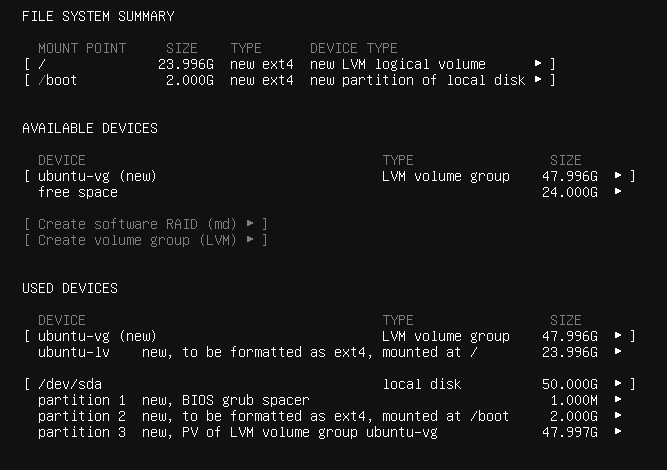 FILE SYSTEM SUMMARY
MOUNT POINT SIZE TYPE DEVICE TYPE
[ / 23.996G new ext4 new LVM logical volume ▸ ]
[ /boot 2.000G new ext4 new partition of local disk ▸ ]
AVAILABLE DEVICES
DEVICE TYPE SIZE
[ ubuntu-vg (new) LVM volume group 47.996G ▸ ]
free space 24.000G ▸
[ Create software RAID (md) ▸ ]
[ Create volume group (LVM) ▸ ]
USED DEVICES
DEVICE TYPE SIZE
[ ubuntu-vg (new) LVM volume group 47.996G ▸ ]
ubuntu-lv new, to be formatted as ext4, mounted at / 23.996G ▸
[ /dev/sda local disk 50.000G ▸ ]
partition 1 new, BIOS grub spacer 1.000M ▸
partition 2 new, to be formatted as ext4, mounted at /boot 2.000G ▸
partition 3 new, PV of LVM volume group ubuntu-vg 47.997G ▸